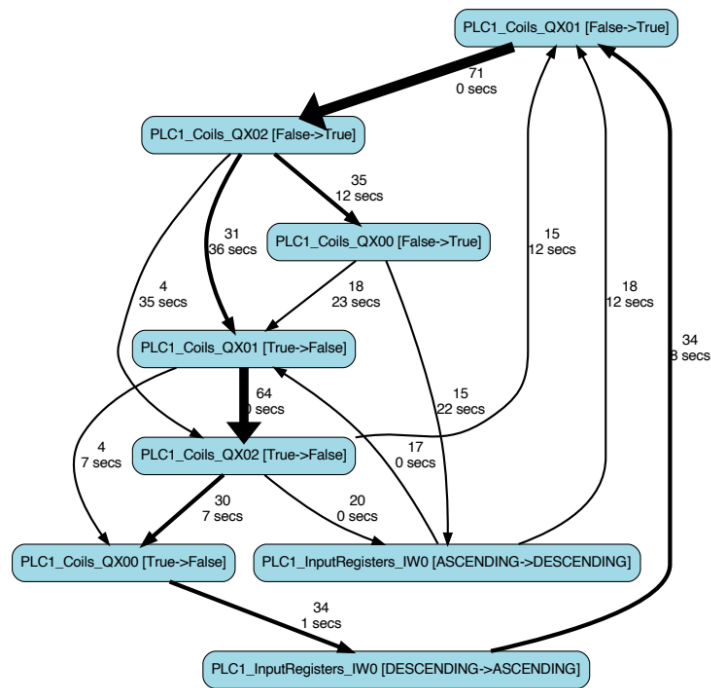 PLC1_Coils_QX01 [False->True]
71
0 secs
PLC1_Coils_QX02 [False->True]
35
12 secs
31
36 secs
PLC1_Coils_QX00 [False->True]
15
12 secs
4
35 secs
18
23 secs
18
12 secs
PLC1_Coils_QX01 [True->False]
34
8 secs
64
0 secs
15
22 secs
4
7 secs
PLC1_Coils_QX02 [True->False]
17
0 secs
30
7 secs
20
0 secs
PLC1_Coils_QX00 [True->False]
PLC1_InputRegisters_IW0 [ASCENDING->DESCENDING]
34
1 secs
PLC1_InputRegisters_IW0 [DESCENDING->ASCENDING]